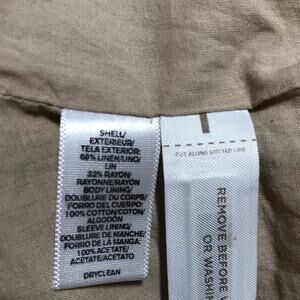 SHELL/
EXTERIEUR/
TELA EXTERIOR:
68% LINEN/LINO/
LIN
32% RAYON/
RAYONNE/RAYON
BODY LINING/
DOUBLURE DU CORPS/
FORRO DEL CUERPO:
100% COTTON/COTON/
ALGODÓN
SLEEVE LINING/
DOUBLURE DE MANCHE/
FORRO DE LA MANGA:
100% ACETATE/
ACÉTATE/ACETATO
DRYCLEAN
CUT ALONG DOTTED LINE
REMOVE BEFORE
OR WASHIN